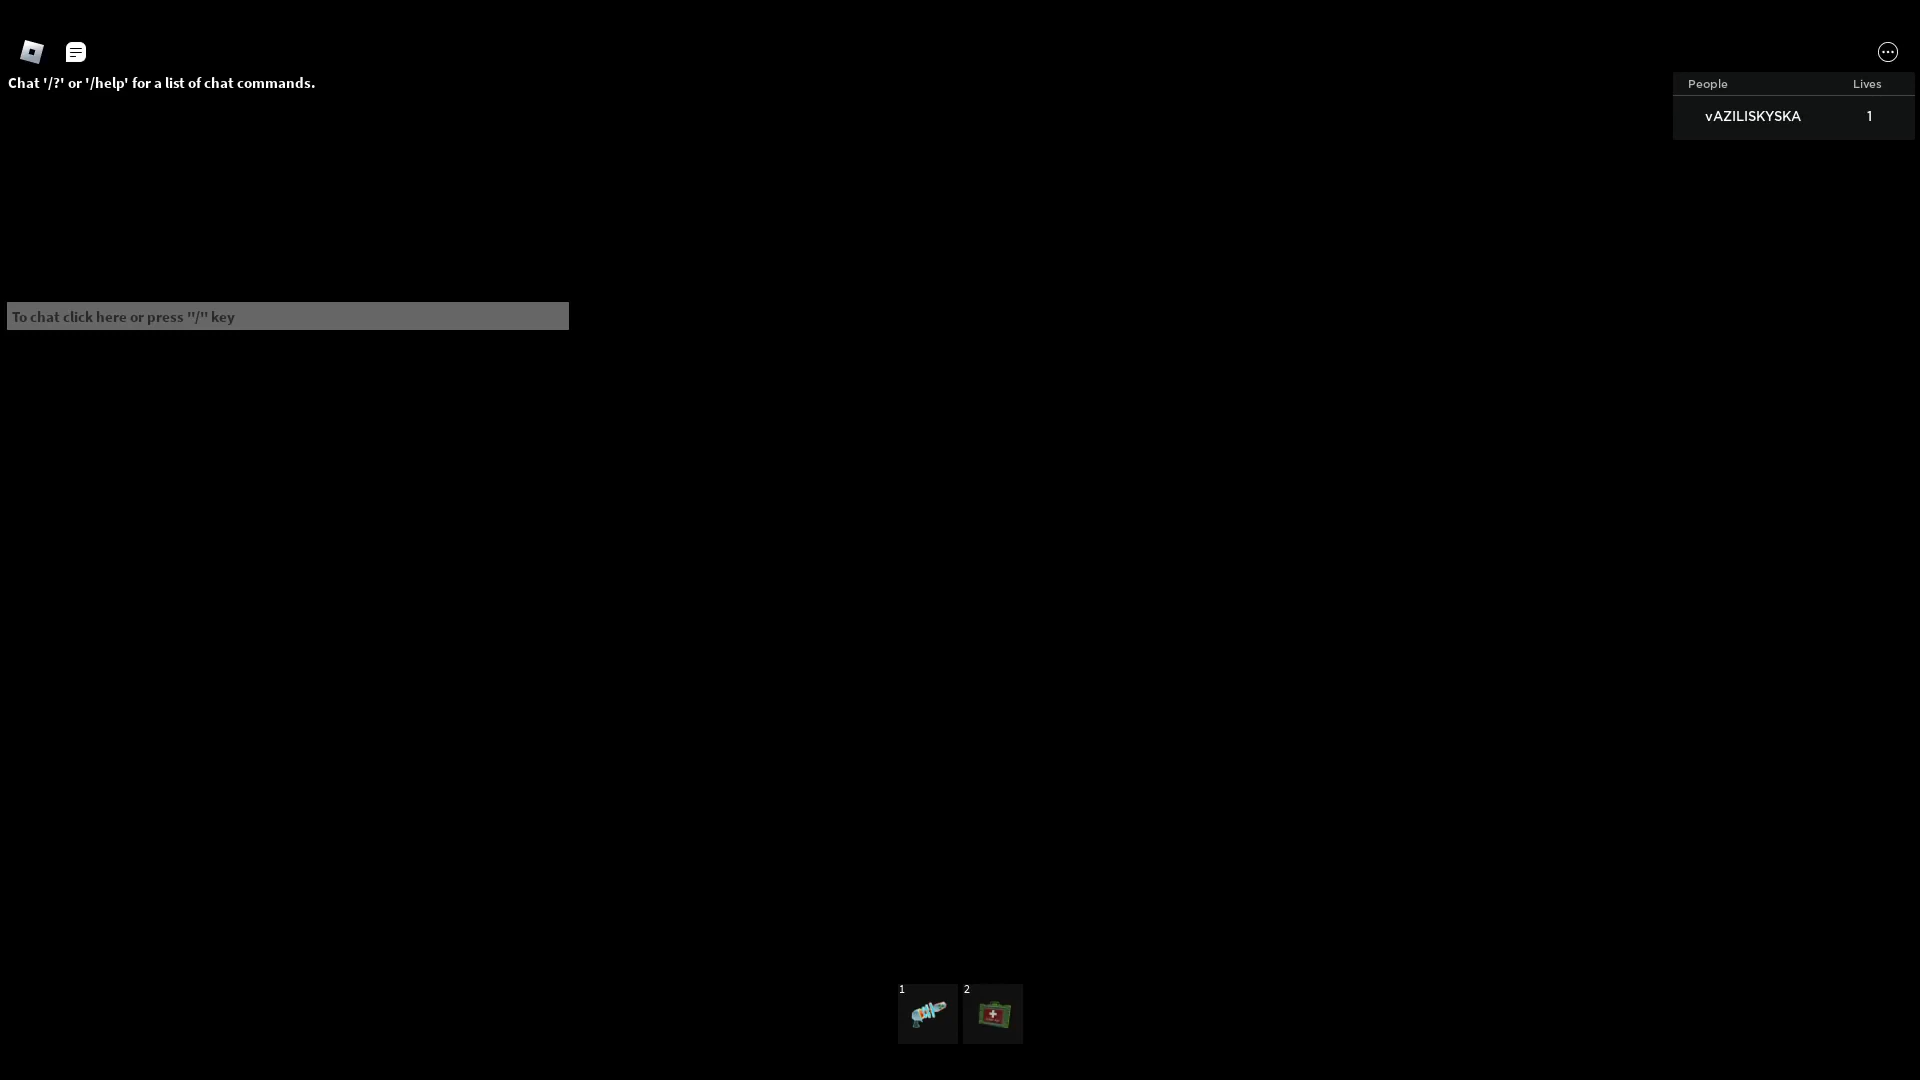 Chat '/?' or '/help' for a list of chat commands.
People Lives
vAZILISKYSKA 1
To chat click here or press "/" key
1 2